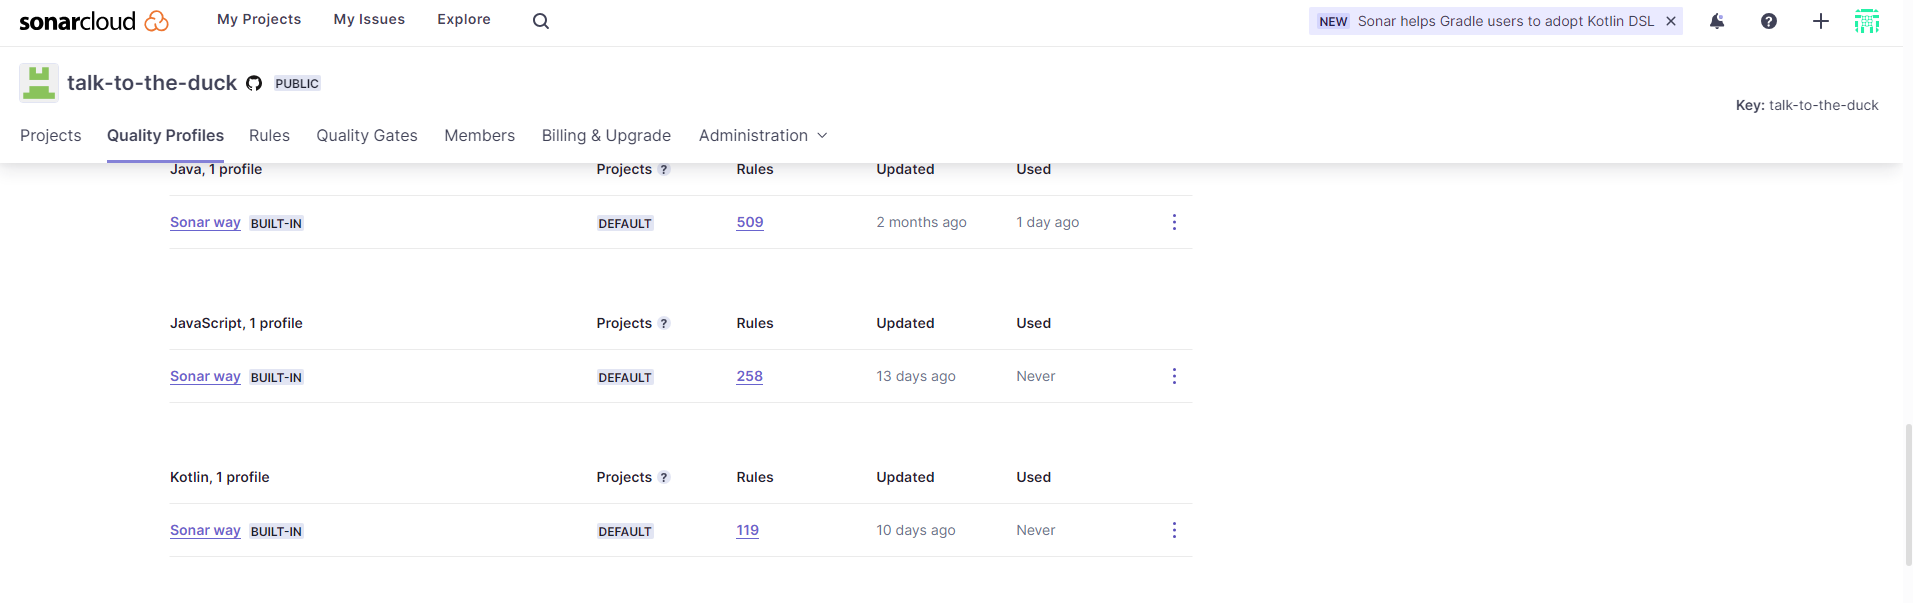 sonarcloud My Projects My Issues Explore NEW Sonar helps Gradle users to adopt Kotlin DSL
talk-to-the-duck PUBLIC
Key: talk-to-the-duck
Projects Quality Profiles Rules Quality Gates Members Billing & Upgrade Administration
Java, 1 profile Projects ? Rules Updated Used
Sonar way BUILT-IN DEFAULT 509 2 months ago 1 day ago
JavaScript, 1 profile Projects ? Rules Updated Used
Sonar way BUILT-IN DEFAULT 258 13 days ago Never
Kotlin, 1 profile Projects ? Rules Updated Used
Sonar way BUILT-IN DEFAULT 119 10 days ago Never